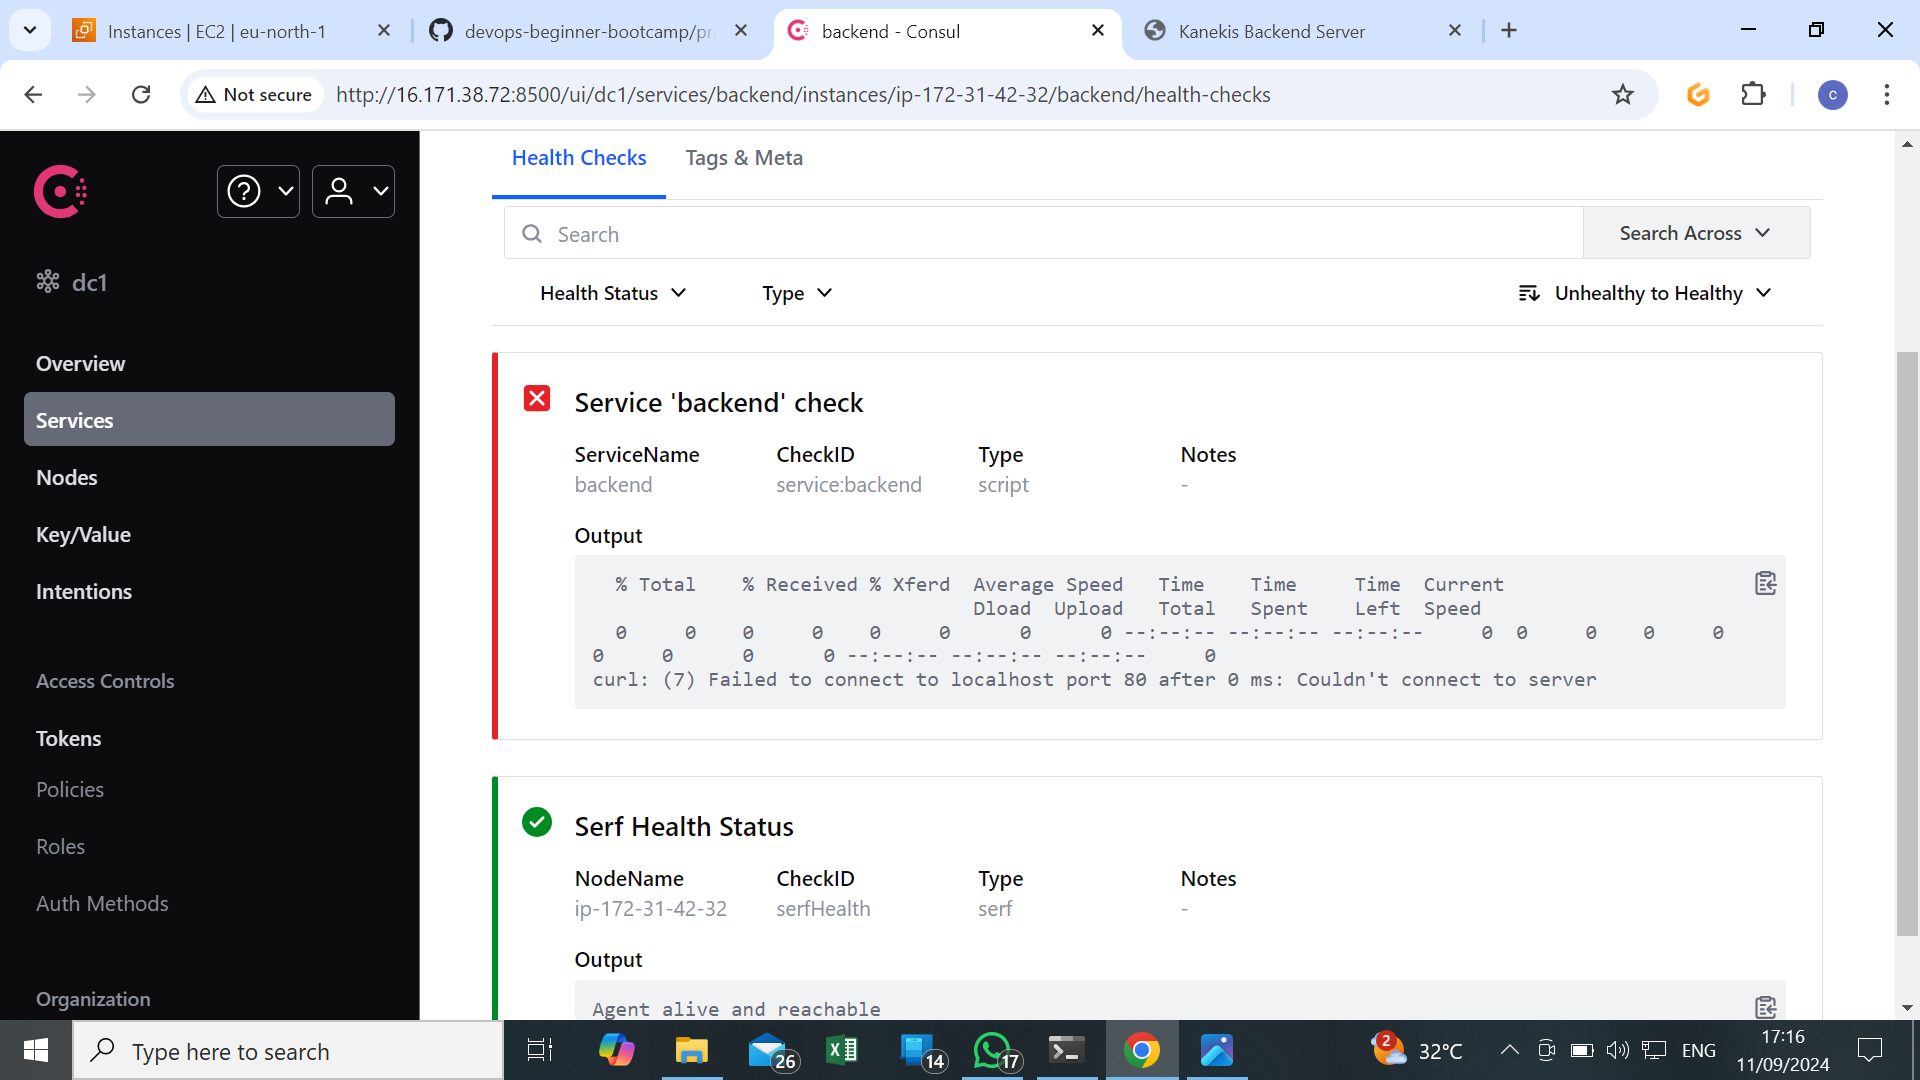 Instances | EC2 | eu-north-1
devops-beginner-bootcamp/pr
backend - Consul
Kanekis Backend Server
Not secure
http://16.171.38.72:8500/ui/dc1/services/backend/instances/ip-172-31-42-32/backend/health-checks
c
dc1
Overview
Services
Nodes
Key/Value
Intentions
Access Controls
Tokens
Policies
Roles
Auth Methods
Organization
Health Checks
Tags & Meta
Search
Search Across
Health Status
Type
Unhealthy to Healthy
Service 'backend' check
ServiceName CheckID Type Notes
backend service:backend script -
Output
% Total % Received % Xferd Average Speed Time Time Time Current
Dload Upload Total Spent Left Speed
0 0 0 0 0 0 0 0 --:--:-- --:--:-- --:--:-- 0 0 0 0 0
0 0 0 0 --:--:-- --:--:-- --:--:-- 0
curl: (7) Failed to connect to localhost port 80 after 0 ms: Couldn't connect to server
Serf Health Status
NodeName CheckID Type Notes
ip-172-31-42-32 serfHealth serf -
Output
Agent alive and reachable
Type here to search
26
14
17
2
32°C
ENG
17:16
11/09/2024